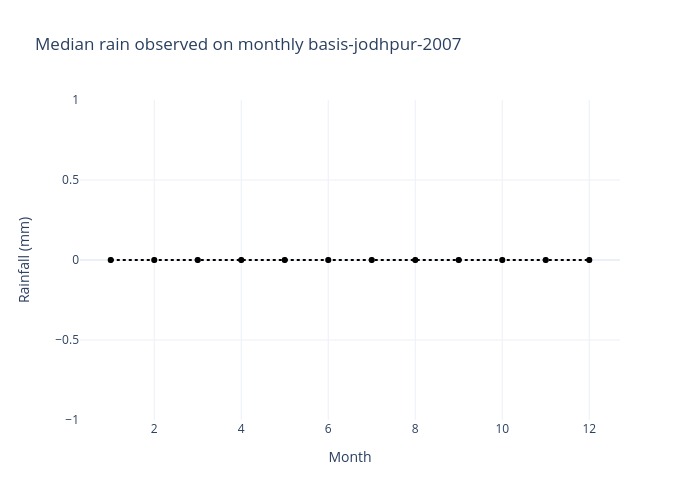 Median rain observed on monthly basis-jodhpur-2007
1
0.5
0
−0.5
−1
Rainfall (mm)
2 4 6 8 10 12
Month